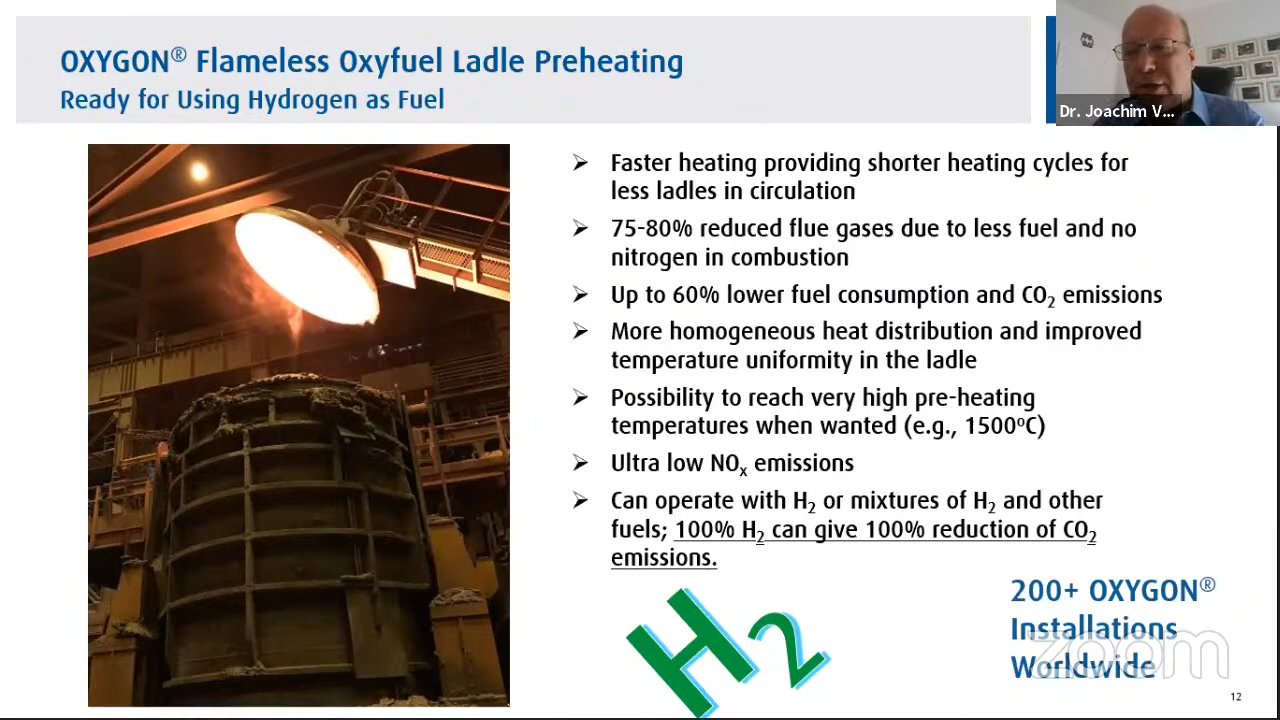 OXYGON® Flameless Oxyfuel Ladle Preheating
Ready for Using Hydrogen as Fuel
Dr. Joachim V...
➢ Faster heating providing shorter heating cycles for
less ladles in circulation
➢ 75-80% reduced flue gases due to less fuel and no
nitrogen in combustion
➢ Up to 60% lower fuel consumption and CO₂ emissions
➢ More homogeneous heat distribution and improved
temperature uniformity in the ladle
➢ Possibility to reach very high pre-heating
temperatures when wanted (e.g., 1500ºC)
➢ Ultra low NOₓ emissions
➢ Can operate with H₂ or mixtures of H₂ and other
fuels; 100% H₂ can give 100% reduction of CO₂
emissions.
H2
200+ OXYGON®
Installations
Worldwide
zoom
12